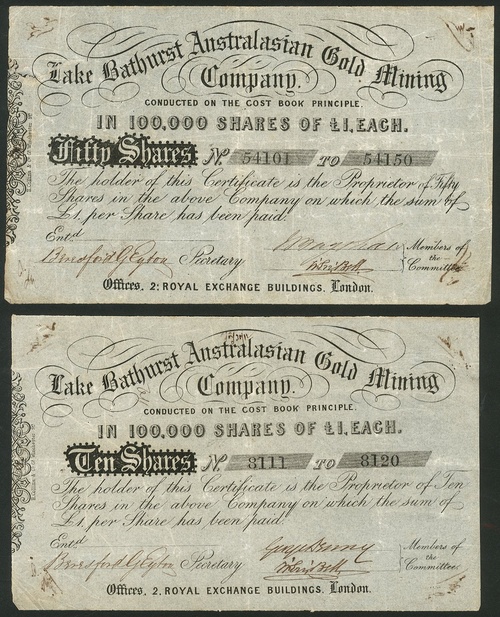 Lake Bathurst Australasian Gold Mining
Company.
CONDUCTED ON THE COST BOOK PRINCIPLE.
IN 100,000 SHARES OF £1, EACH.
Fifty Shares No. 54101 TO 54150
The holder of this Certificate is the Proprietor of Fifty
Shares in the above Company on which the sum of
£1, per Share has been paid.
Entd.
Beresford G Eyton Secretary
Members of
the
Committee
Offices, 2, ROYAL EXCHANGE BUILDINGS, London.
Lake Bathurst Australasian Gold Mining
Company.
CONDUCTED ON THE COST BOOK PRINCIPLE.
IN 100,000 SHARES OF £1, EACH.
Ten Shares No. 8111 TO 8120
The holder of this Certificate is the Proprietor of Ten
Shares in the above Company on which the sum of
£1, per Share has been paid.
Entd.
Beresford G Eyton Secretary
Members of
the
Committee
Offices, 2, ROYAL EXCHANGE BUILDINGS, London.